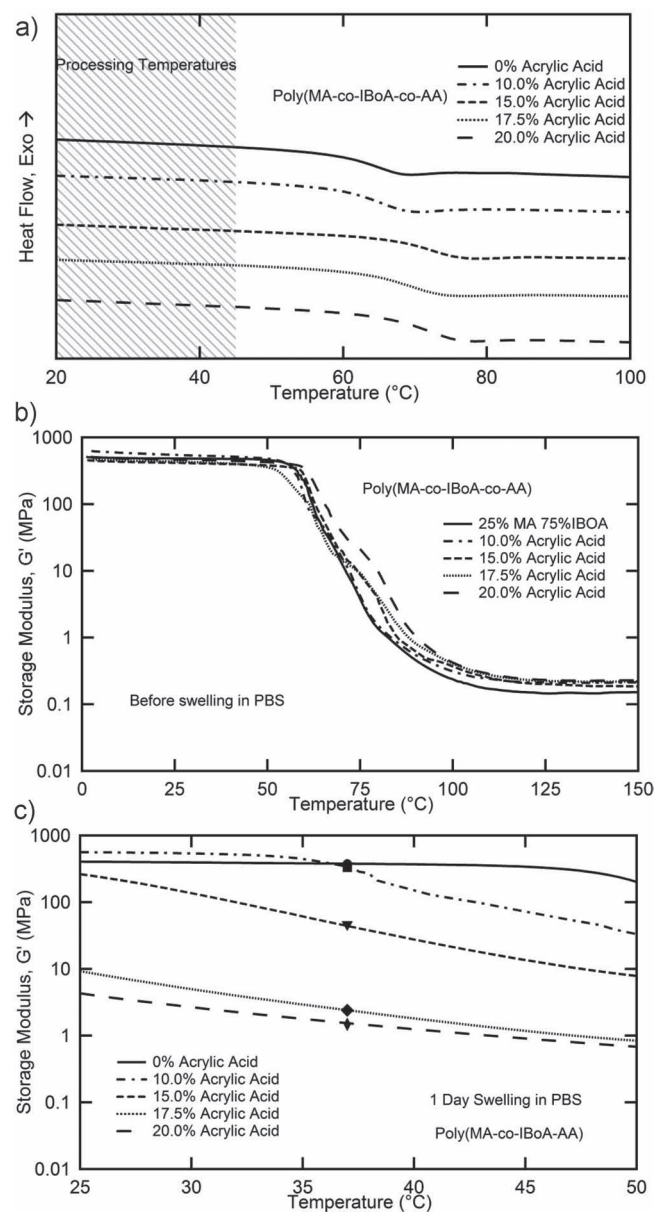 a)
Processing Temperatures
Poly(MA-co-IBoA-co-AA)
0% Acrylic Acid
10.0% Acrylic Acid
15.0% Acrylic Acid
17.5% Acrylic Acid
20.0% Acrylic Acid
Heat Flow, Exo →
20 40 60 80 100
Temperature (°C)
b)
1000
100
10
1
0.1
0.01
Storage Modulus, G' (MPa)
Poly(MA-co-IBoA-co-AA)
25% MA 75%IBOA
10.0% Acrylic Acid
15.0% Acrylic Acid
17.5% Acrylic Acid
20.0% Acrylic Acid
Before swelling in PBS
0 25 50 75 100 125 150
Temperature (°C)
c)
1000
100
10
1
0.1
0.01
Storage Modulus, G' (MPa)
0% Acrylic Acid
10.0% Acrylic Acid
15.0% Acrylic Acid
17.5% Acrylic Acid
20.0% Acrylic Acid
1 Day Swelling in PBS
Poly(MA-co-IBoA-AA)
25 30 35 40 45 50
Temperature (°C)